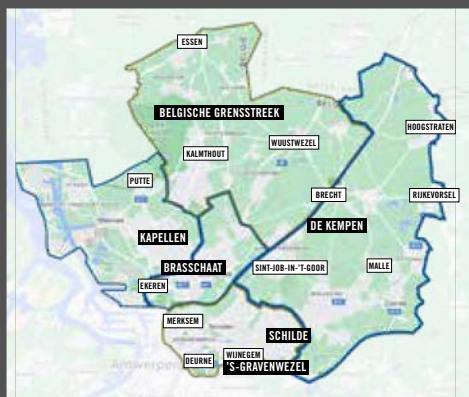 ESSEN
BELGISCHE GRENSSTREEK
HOOGSTRATEN
WUUSTWEZEL
KALMTHOUT
PUTTE
BRECHT
RIJKEVORSEL
DE KEMPEN
KAPELLEN
BRASSCHAAT
SINT-JOB-IN-'T-GOOR
MALLE
EKEREN
MERKSEM
SCHILDE
WIJNEGEM
DEURNE
'S-GRAVENWEZEL
Antwerpen